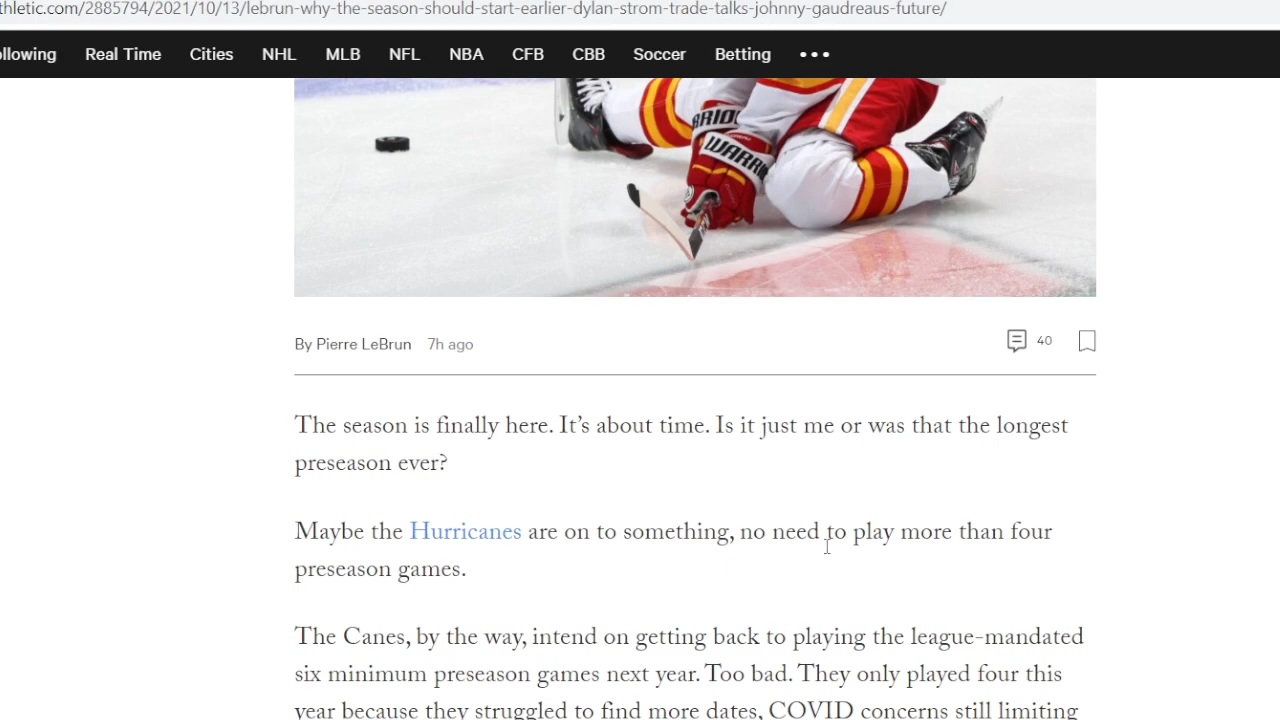 thletic.com/2885794/2021/10/13/lebrun-why-the-season-should-start-earlier-dylan-strom-trade-talks-johnny-gaudreaus-future/
ollowing Real Time Cities NHL MLB NFL NBA CFB CBB Soccer Betting •••
WARRIO
WARRI
By Pierre LeBrun 7h ago 40
The season is finally here. It’s about time. Is it just me or was that the longest
preseason ever?
Maybe the Hurricanes are on to something, no need to play more than four
preseason games.
The Canes, by the way, intend on getting back to playing the league-mandated
six minimum preseason games next year. Too bad. They only played four this
year because they struggled to find more dates, COVID concerns still limiting